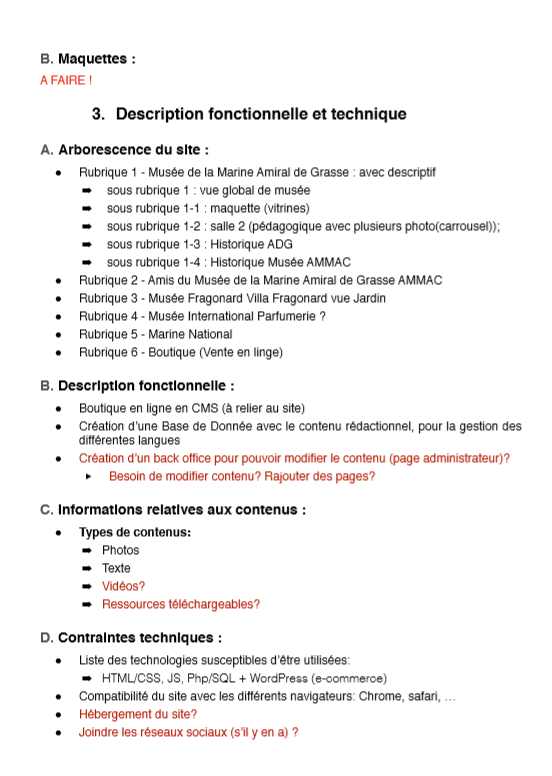 B. Maquettes :
A FAIRE !
3. Description fonctionnelle et technique
A. Arborescence du site :
● Rubrique 1 - Musée de la Marine Amiral de Grasse : avec descriptif
➡ sous rubrique 1 : vue global de musée
➡ sous rubrique 1-1 : maquette (vitrines)
➡ sous rubrique 1-2 : salle 2 (pédagogique avec plusieurs photo(carrousel));
➡ sous rubrique 1-3 : Historique ADG
➡ sous rubrique 1-4 : Historique Musée AMMAC
● Rubrique 2 - Amis du Musée de la Marine Amiral de Grasse AMMAC
● Rubrique 3 - Musée Fragonard Villa Fragonard vue Jardin
● Rubrique 4 - Musée International Parfumerie ?
● Rubrique 5 - Marine National
● Rubrique 6 - Boutique (Vente en linge)
B. Description fonctionnelle :
● Boutique en ligne en CMS (à relier au site)
● Création d'une Base de Donnée avec le contenu rédactionnel, pour la gestion des
différentes langues
● Création d'un back office pour pouvoir modifier le contenu (page administrateur)?
▸ Besoin de modifier contenu? Rajouter des pages?
C. Informations relatives aux contenus :
● Types de contenus:
➡ Photos
➡ Texte
➡ Vidéos?
➡ Ressources téléchargeables?
D. Contraintes techniques :
● Liste des technologies susceptibles d'être utilisées:
➡ HTML/CSS, JS, Php/SQL + WordPress (e-commerce)
● Compatibilité du site avec les différents navigateurs: Chrome, safari, …
● Hébergement du site?
● Joindre les réseaux sociaux (s'il y en a) ?